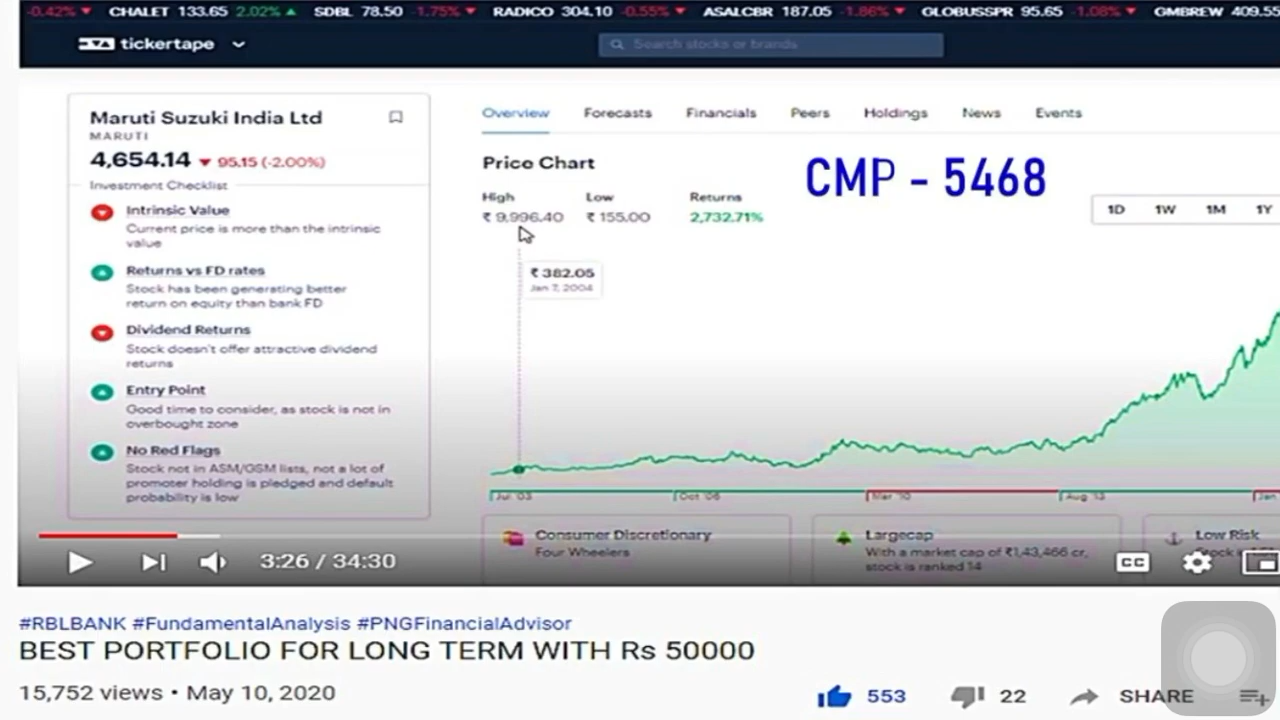 -0.42% ▼ CHALET 133.65 2.02% ▲ SDBL 78.50 -1.75% ▼ RADICO 304.10 -0.55% ▼ ASALCBR 187.05 -1.86% ▼ GLOBUSSPR 95.65 -1.08% ▼ GMBREW 409.55
tickertape
Search stocks or brands
Maruti Suzuki India Ltd
MARUTI
4,654.14 ▼ 95.15 (-2.00%)
Investment Checklist
Intrinsic Value
Current price is more than the intrinsic
value
Returns vs FD rates
Stock has been generating better
return on equity than bank FD
Dividend Returns
Stock doesn't offer attractive dividend
returns
Entry Point
Good time to consider, as stock is not in
overbought zone
No Red Flags
Stock not in ASM/GSM lists, not a lot of
promoter holding is pledged and default
probability is low
Overview Forecasts Financials Peers Holdings News Events
Price Chart
CMP - 5468
High Low Returns
₹ 9,996.40 ₹ 155.00 2,732.71%
1D 1W 1M 1Y
₹ 382.05
Jan 7, 2004
Jul '03 Oct '06 Mar '10 Aug '13 Jan
Consumer Discretionary
Four Wheelers
Largecap
With a market cap of ₹1,43,466 cr,
stock is ranked 14
Low Risk
Stock is
3:26 / 34:30
CC
#RBLBANK #FundamentalAnalysis #PNGFinancialAdvisor
BEST PORTFOLIO FOR LONG TERM WITH Rs 50000
15,752 views • May 10, 2020
553 22 SHARE